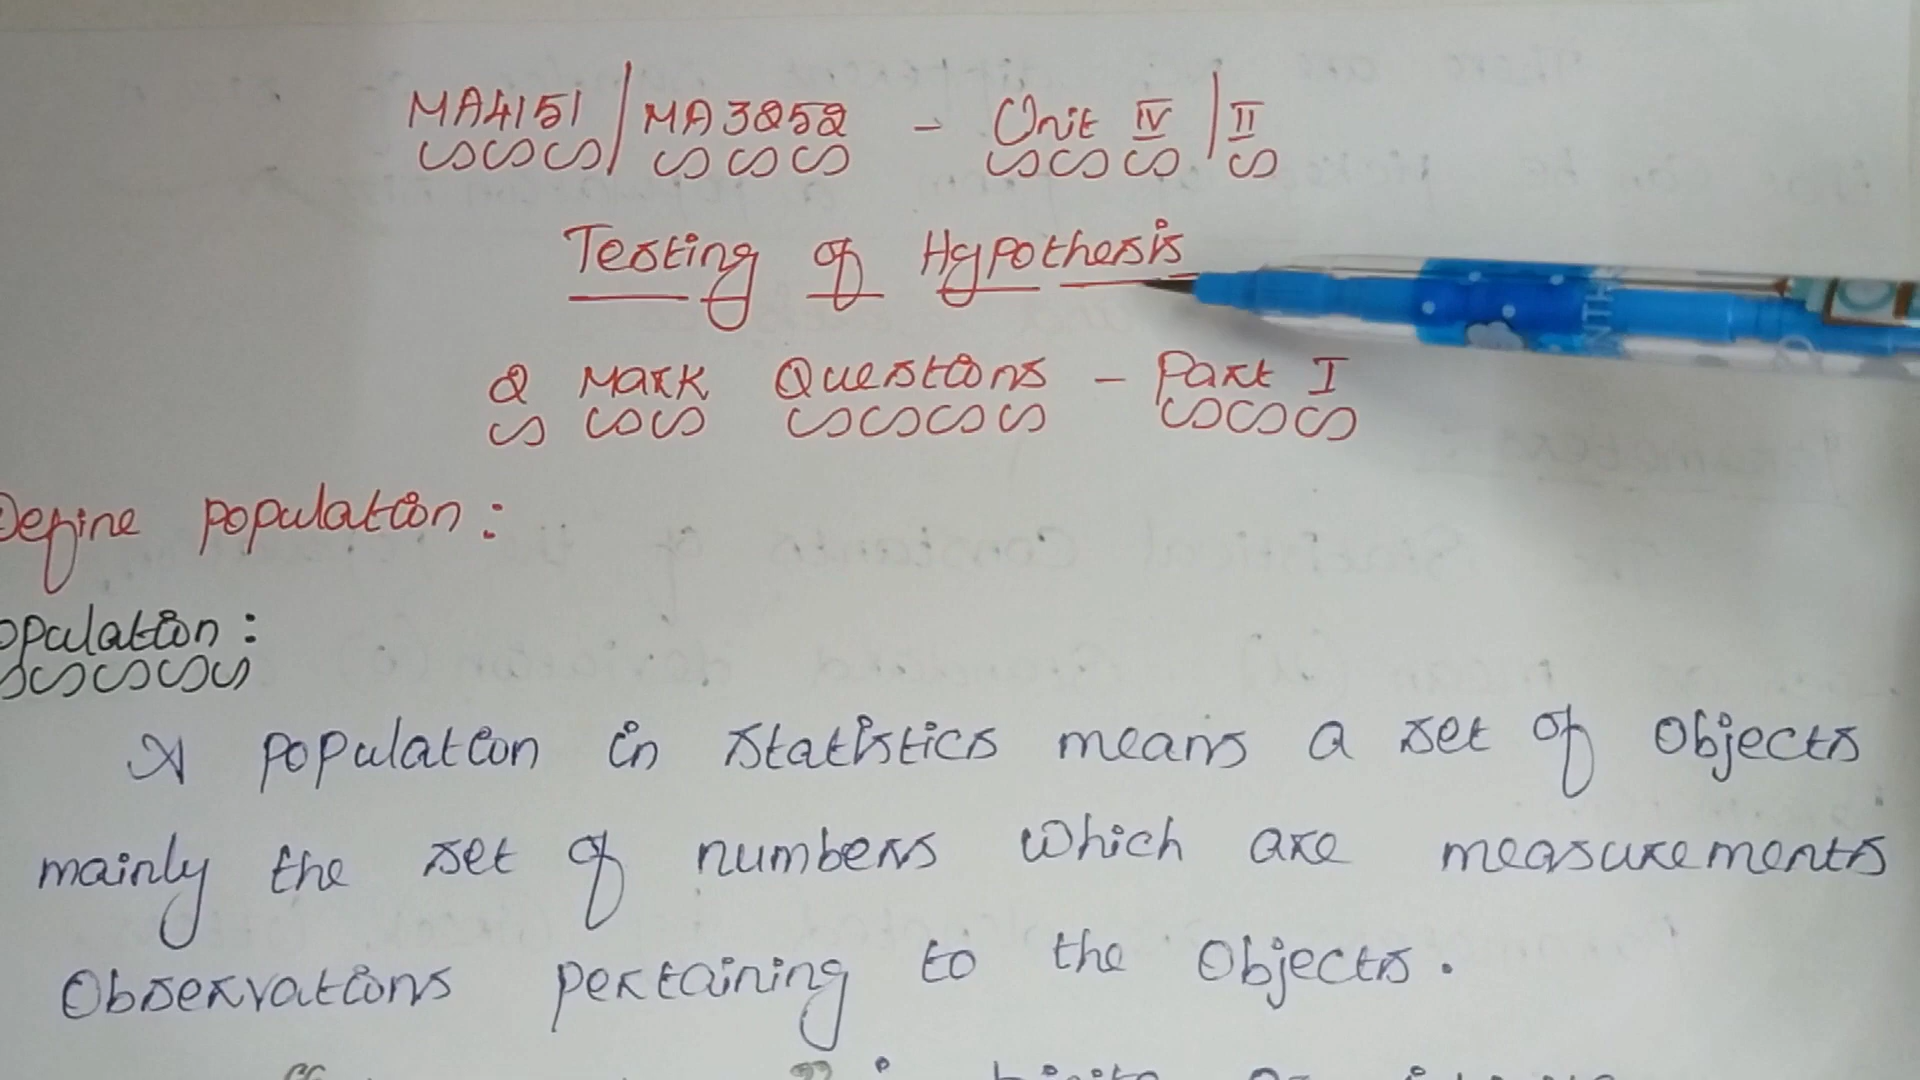 MA4151 / MA3252 - Unit IV / II
Testing of Hypothesis
2 Mark Questions - Part I
Define population:
opulation:
A population in statistics means a set of objects
mainly the set of numbers which are measurements
Observations pertaining to the objects.